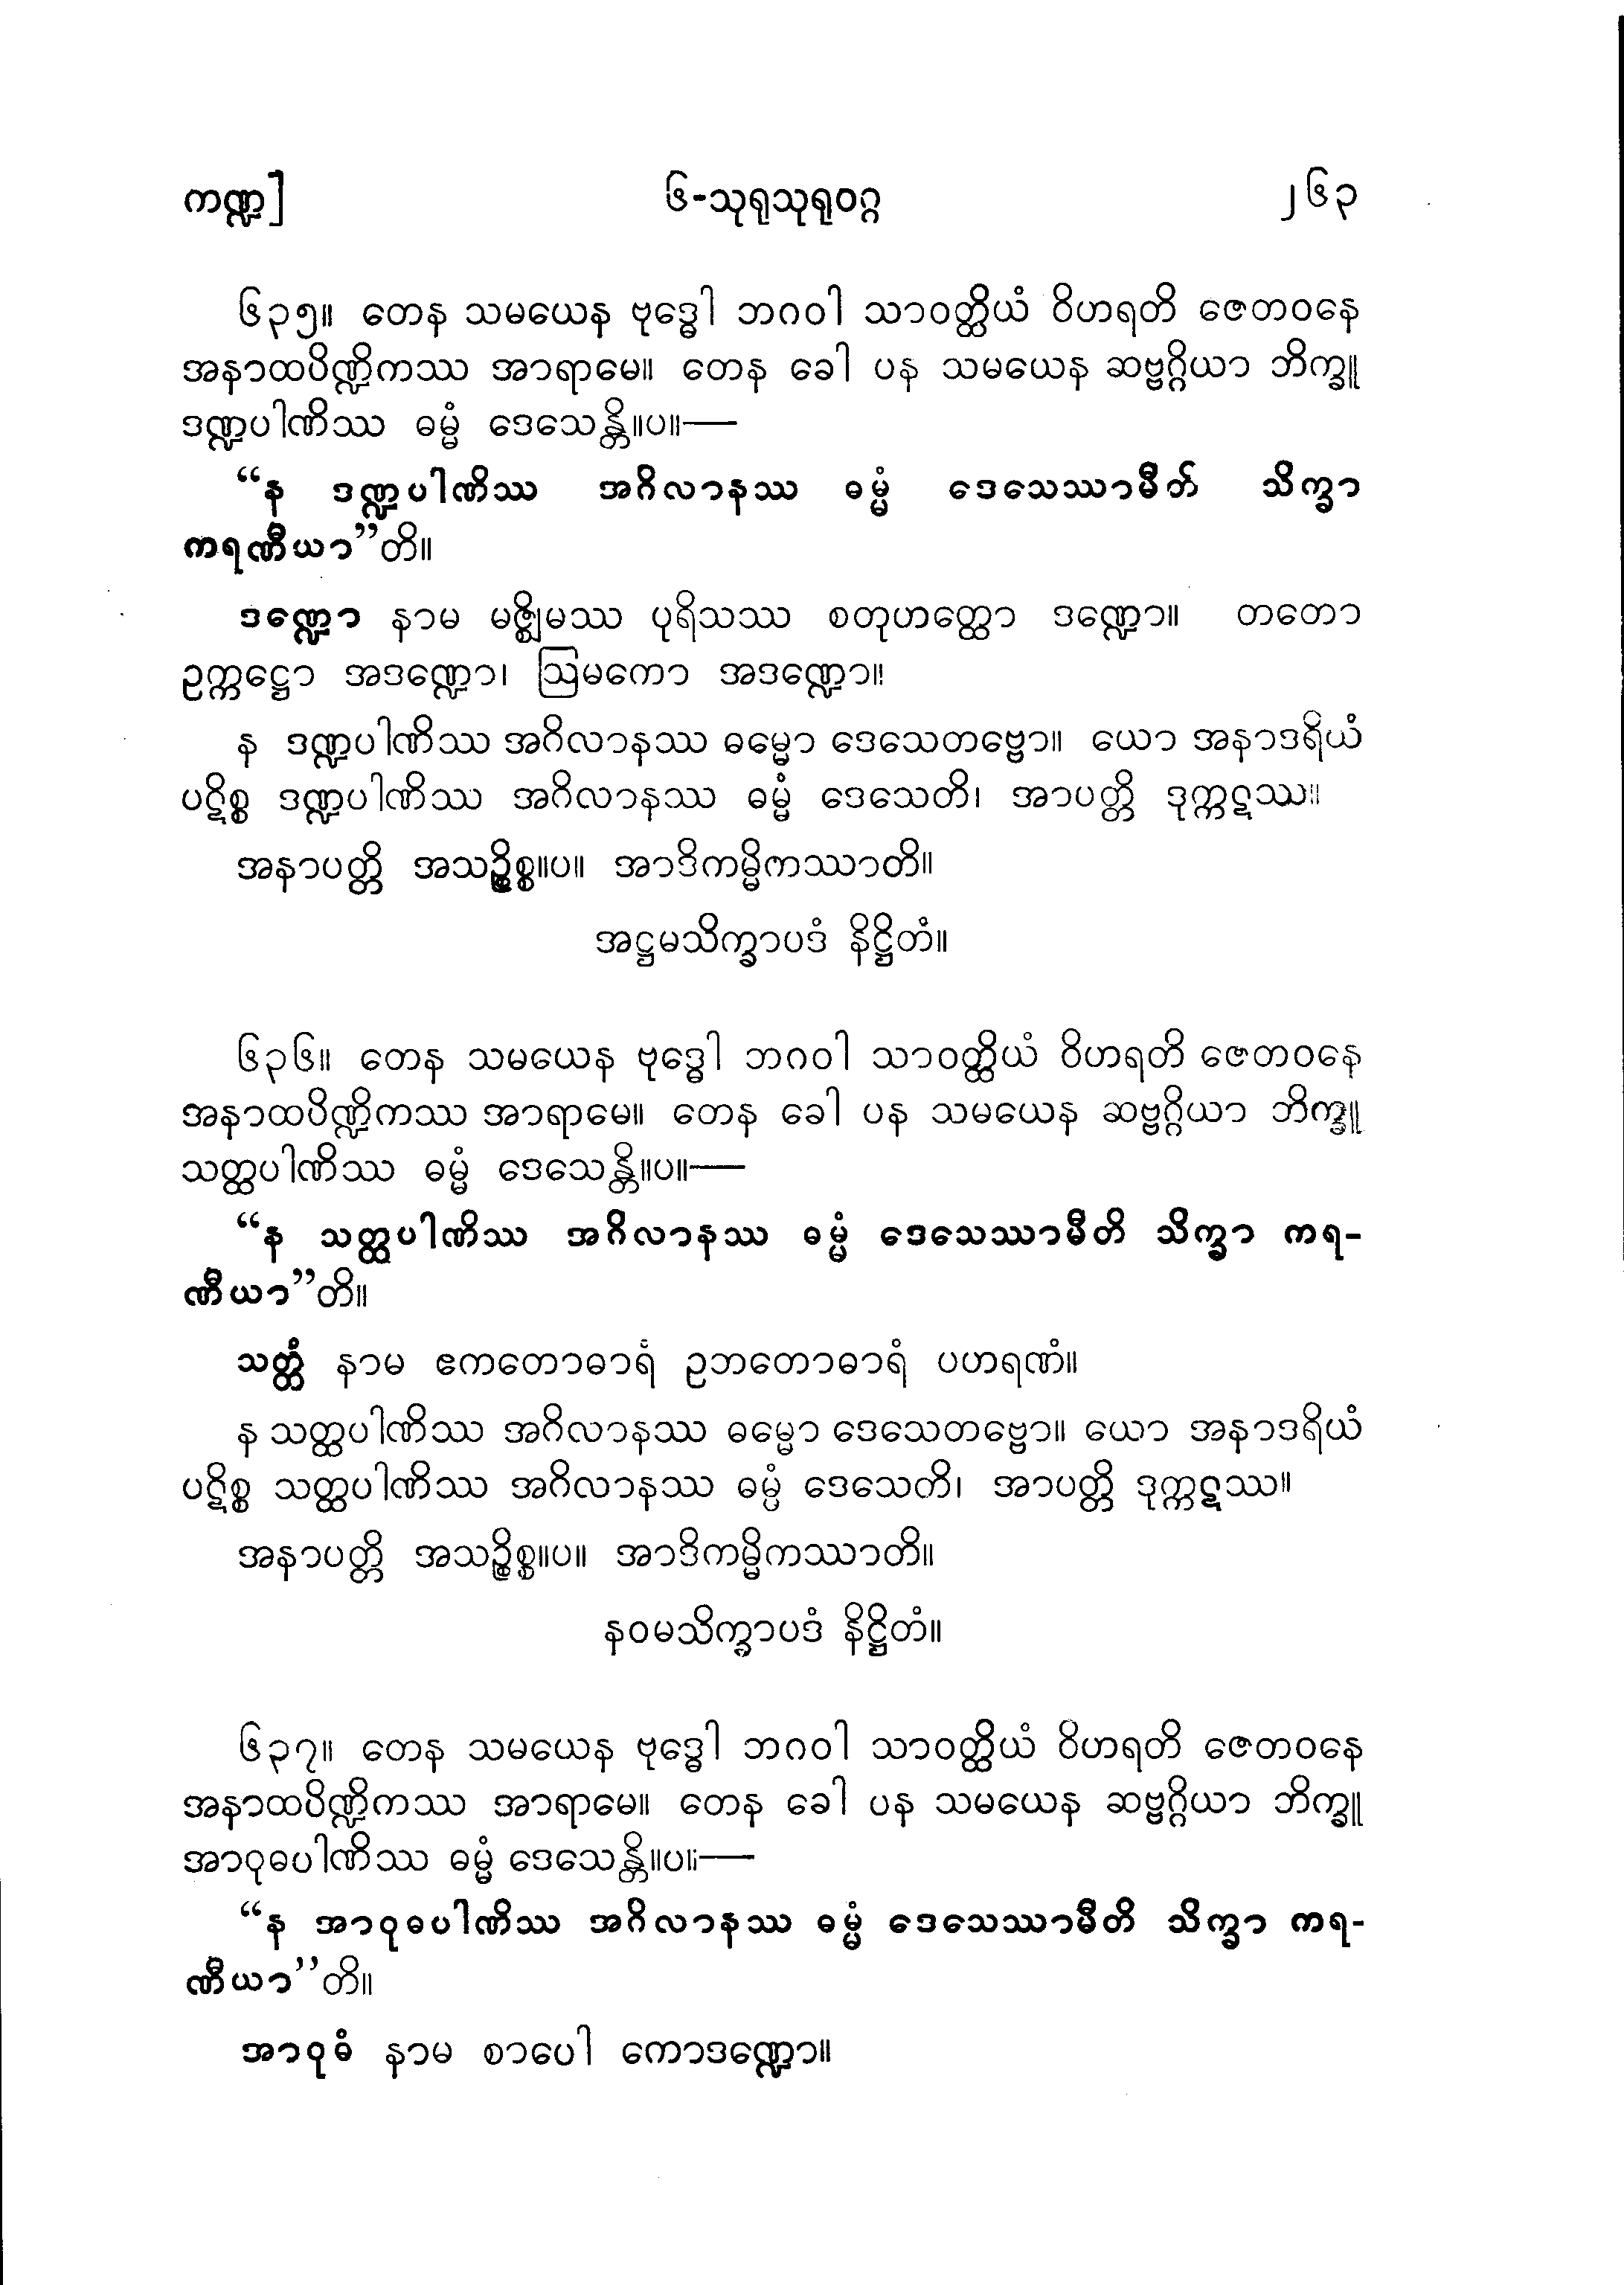 ကဏ္ဍ] ၆-သုရုသုရုဝဂ္ဂ ၂၆၃
၆၃၅။ တေန သမယေန ဗုဒ္ဓေါ ဘဂဝါ သာဝတ္ထိယံ ဝိဟရတိ ဇေတဝနေ
အနာထပိဏ္ဍိကဿ အာရာမေ။ တေန ခေါ ပန သမယေန ဆဗ္ဗဂ္ဂိယာ ဘိက္ခူ
ဒဏ္ဍပါဏိဿ ဓမ္မံ ဒေသေန္တိ။ပ။—
“န ဒဏ္ဍပါဏိဿ အဂိလာနဿ ဓမ္မံ ဒေသေဿာမီတိ သိက္ခာ
ကရဏီယာ”တိ။
ဒဏ္ဍော နာမ မဇ္ဈိမဿ ပုရိသဿ စတုဟတ္ထော ဒဏ္ဍော။ တတော
ဥက္ကဋ္ဌော အဒဏ္ဍော၊ ဩမကော အဒဏ္ဍော။
န ဒဏ္ဍပါဏိဿ အဂိလာနဿ ဓမ္မော ဒေသေတဗ္ဗော။ ယော အနာဒရိယံ
ပဋိစ္စ ဒဏ္ဍပါဏိဿ အဂိလာနဿ ဓမ္မံ ဒေသေတိ၊ အာပတ္တိ ဒုက္ကဋဿ။
အနာပတ္တိ အသဉ္စိစ္စ။ပ။ အာဒိကမ္မိကဿာတိ။
အဋ္ဌမသိက္ခာပဒံ နိဋ္ဌိတံ။
၆၃၆။ တေန သမယေန ဗုဒ္ဓေါ ဘဂဝါ သာဝတ္ထိယံ ဝိဟရတိ ဇေတဝနေ
အနာထပိဏ္ဍိကဿ အာရာမေ။ တေန ခေါ ပန သမယေန ဆဗ္ဗဂ္ဂိယာ ဘိက္ခူ
သတ္ထပါဏိဿ ဓမ္မံ ဒေသေန္တိ။ပ။—
“န သတ္ထပါဏိဿ အဂိလာနဿ ဓမ္မံ ဒေသေဿာမီတိ သိက္ခာ ကရ-
ဏီယာ”တိ။
သတ္ထံ နာမ ဧကတောဓာရံ ဥဘတောဓာရံ ပဟရဏံ။
န သတ္ထပါဏိဿ အဂိလာနဿ ဓမ္မော ဒေသေတဗ္ဗော။ ယော အနာဒရိယံ
ပဋိစ္စ သတ္ထပါဏိဿ အဂိလာနဿ ဓမ္မံ ဒေသေတိ၊ အာပတ္တိ ဒုက္ကဋဿ။
အနာပတ္တိ အသဉ္စိစ္စ။ပ။ အာဒိကမ္မိကဿာတိ။
နဝမသိက္ခာပဒံ နိဋ္ဌိတံ။
၆၃၇။ တေန သမယေန ဗုဒ္ဓေါ ဘဂဝါ သာဝတ္ထိယံ ဝိဟရတိ ဇေတဝနေ
အနာထပိဏ္ဍိကဿ အာရာမေ။ တေန ခေါ ပန သမယေန ဆဗ္ဗဂ္ဂိယာ ဘိက္ခူ
အာဝုဓပါဏိဿ ဓမ္မံ ဒေသေန္တိ။ပ။—
“န အာဝုဓပါဏိဿ အဂိလာနဿ ဓမ္မံ ဒေသေဿာမီတိ သိက္ခာ ကရ-
ဏီယာ”တိ။
အာဝုဓံ နာမ စာပေါ ကောဒဏ္ဍော။